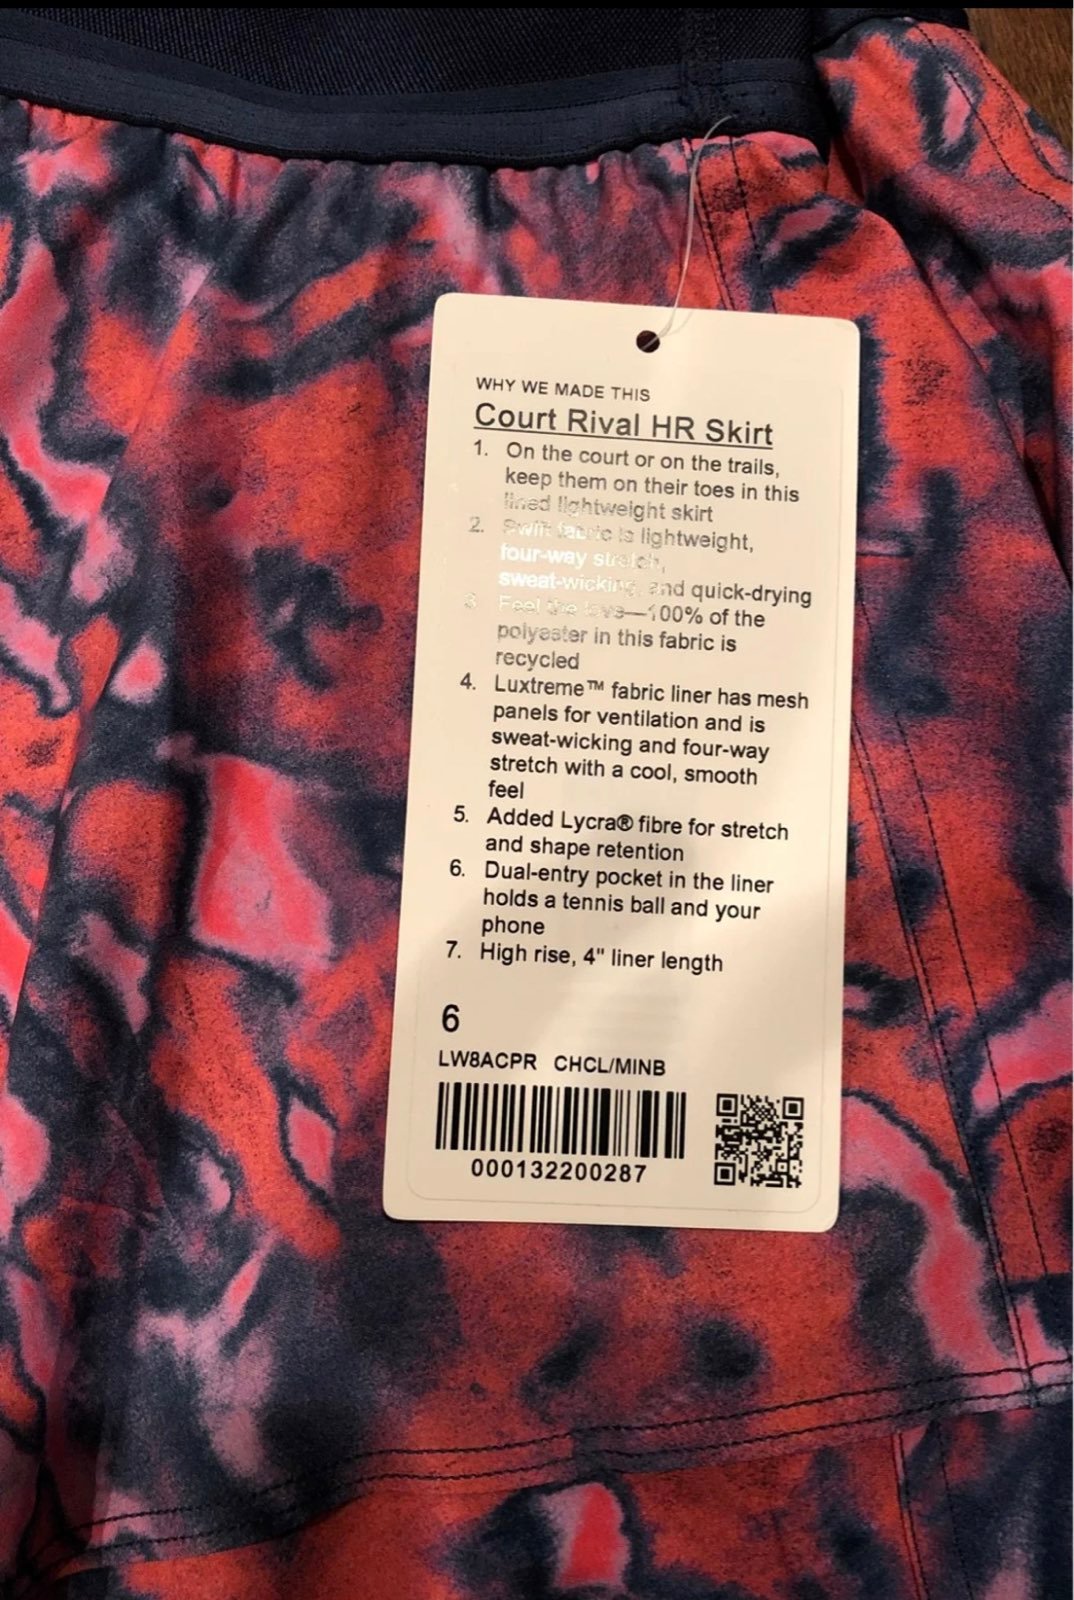 WHY WE MADE THIS
Court Rival HR Skirt
1. On the court or on the trails,
keep them on their toes in this
lined lightweight skirt
2. Swift fabric is lightweight,
four-way stretch,
sweat-wicking, and quick-drying
3. Feel the love—100% of the
polyester in this fabric is
recycled
4. Luxtreme™ fabric liner has mesh
panels for ventilation and is
sweat-wicking and four-way
stretch with a cool, smooth
feel
5. Added Lycra® fibre for stretch
and shape retention
6. Dual-entry pocket in the liner
holds a tennis ball and your
phone
7. High rise, 4" liner length
6
LW8ACPR CHCL/MINB
000132200287